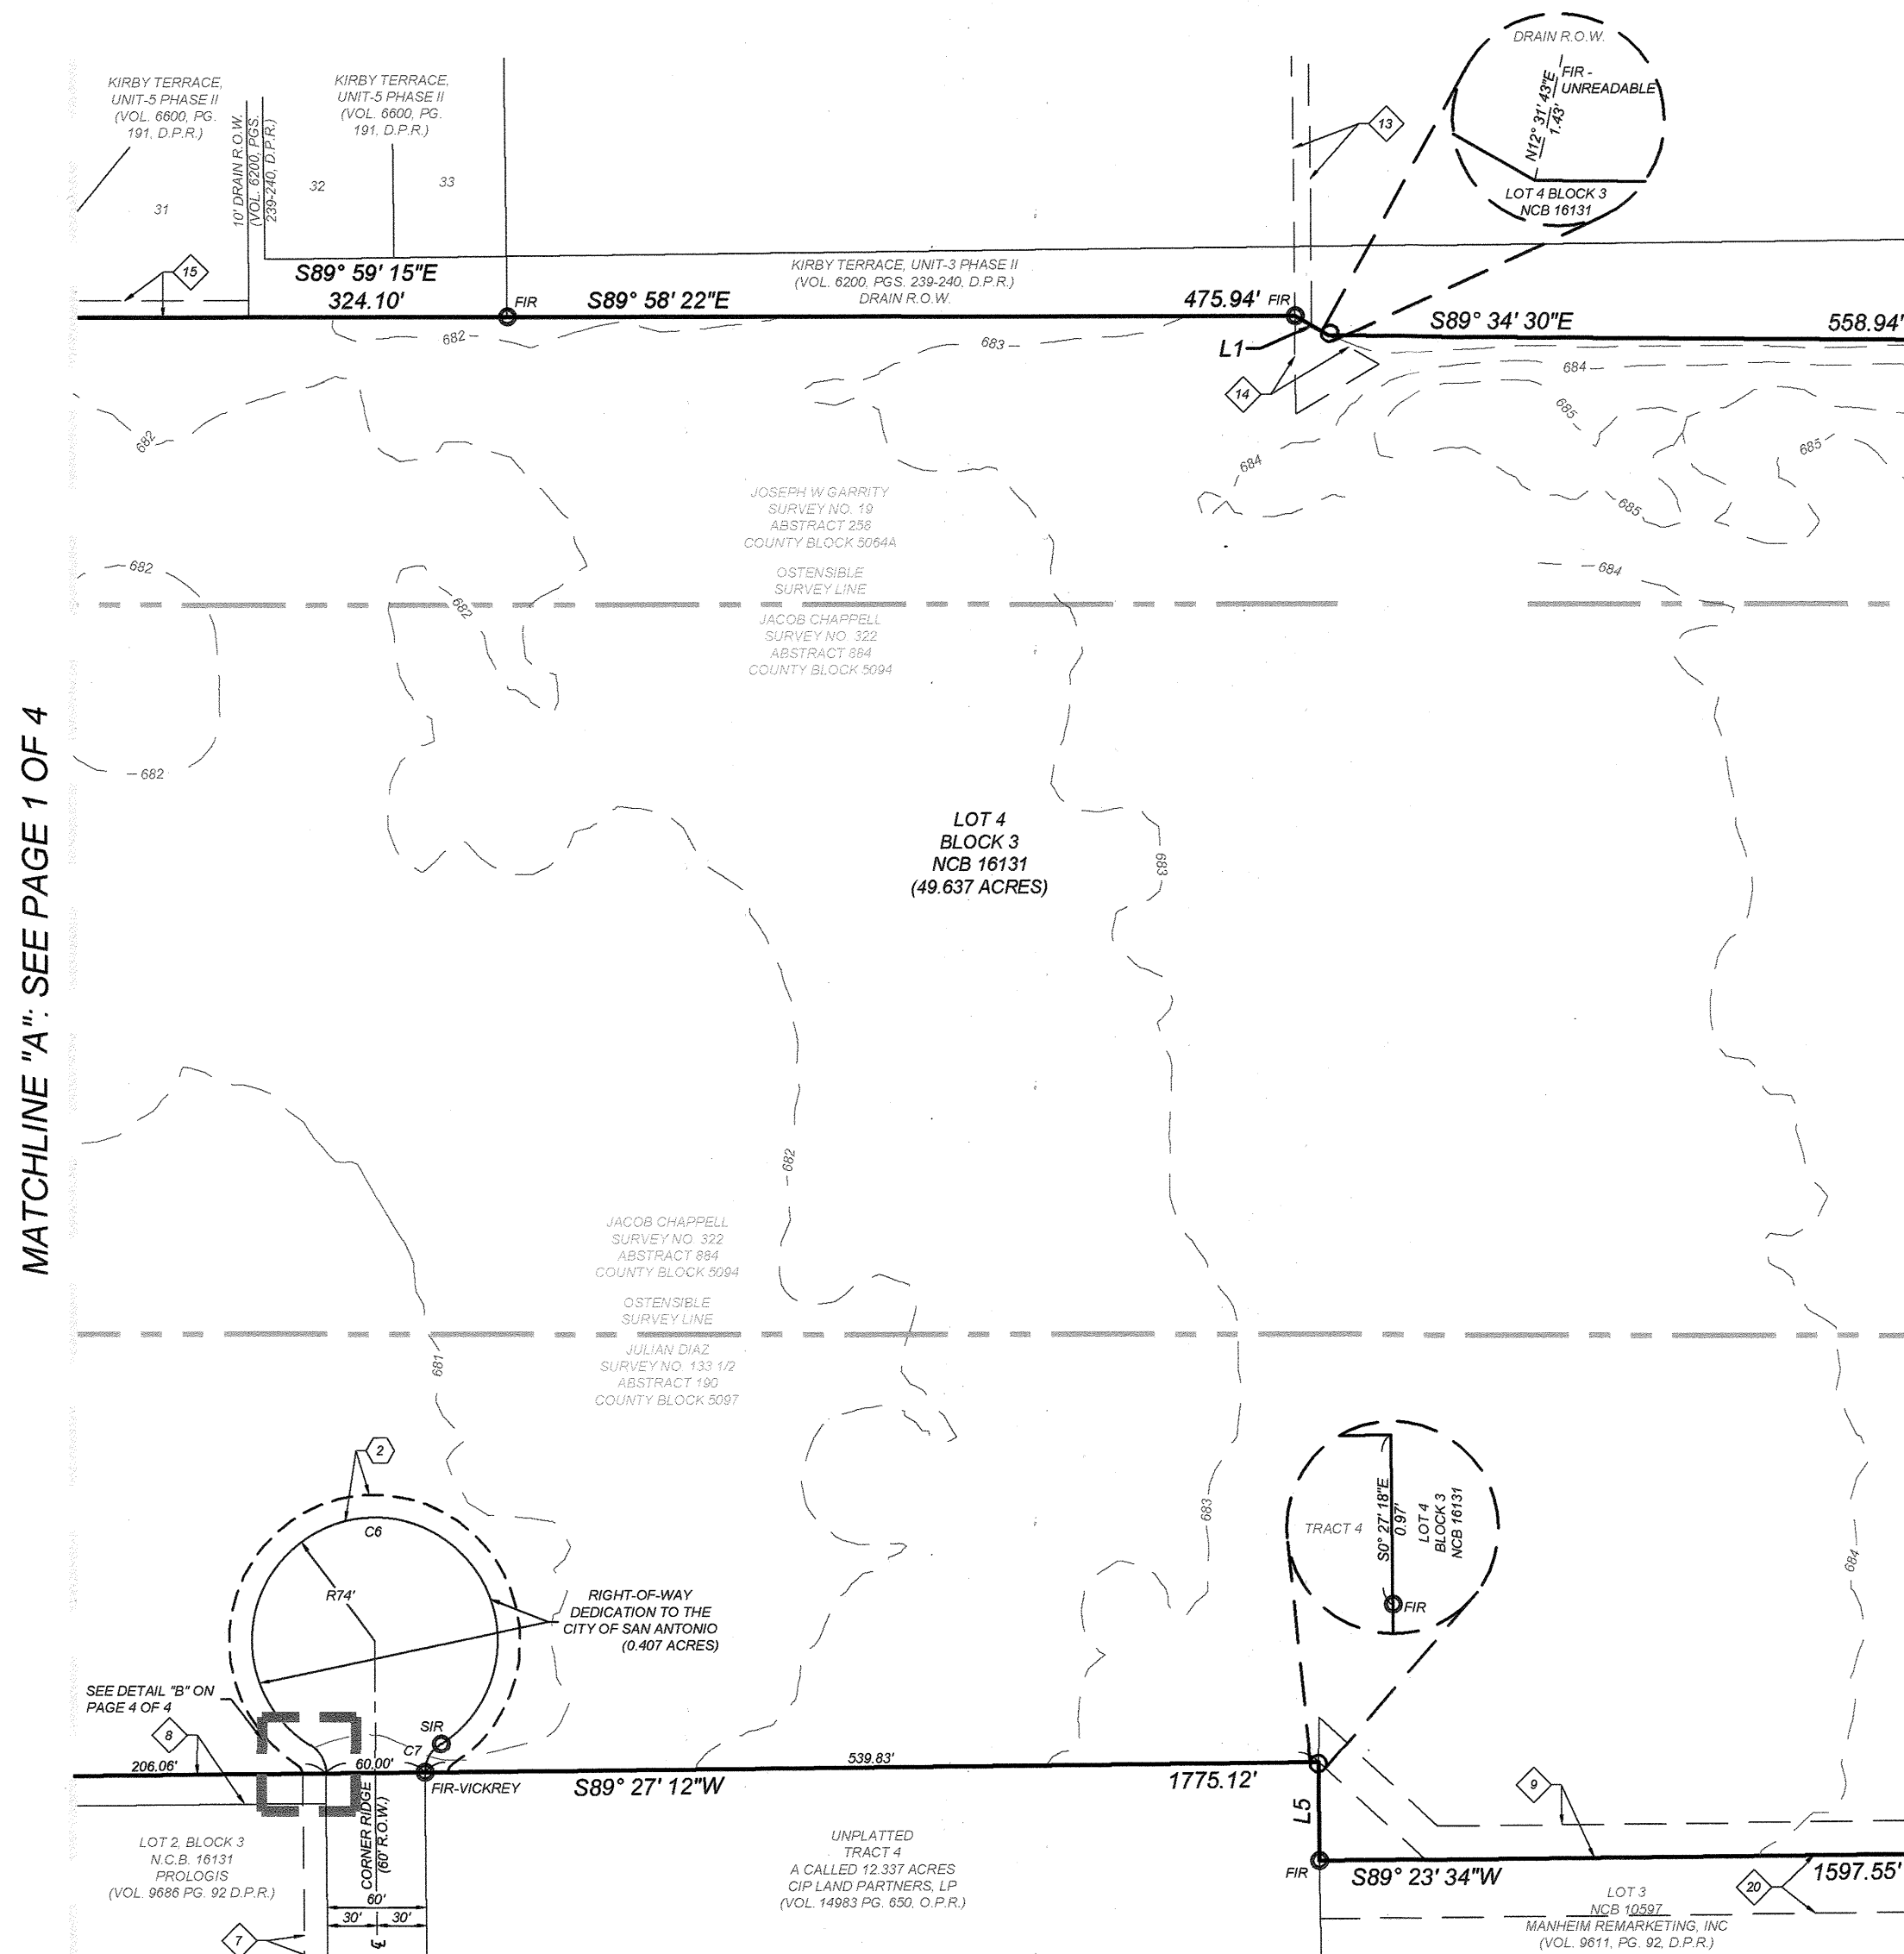 DRAIN R.O.W.
FIR -
UNREADABLE
N12° 31' 43"E
1.43'
LOT 4 BLOCK 3
NCB 16131
KIRBY TERRACE,
UNIT-5 PHASE II
(VOL. 6600, PG.
191, D.P.R.)
31
10' DRAIN R.O.W.
(VOL. 6200, PGS.
239-240, D.P.R.)
KIRBY TERRACE,
UNIT-5 PHASE II
(VOL. 6600, PG.
191, D.P.R.)
32
33
13
15
S89° 59' 15"E
324.10'
FIR
S89° 58' 22"E
KIRBY TERRACE, UNIT-3 PHASE II
(VOL. 6200, PGS. 239-240, D.P.R.)
DRAIN R.O.W.
475.94'
FIR
S89° 34' 30"E
558.94'
L1
14
682
683
684
682
685
685
684
685
JOSEPH W GARRITY
SURVEY NO. 19
ABSTRACT 258
COUNTY BLOCK 5064A
OSTENSIBLE
SURVEY LINE
JACOB CHAPPELL
SURVEY NO. 322
ABSTRACT 884
COUNTY BLOCK 5094
682
682
684
682
MATCHLINE "A": SEE PAGE 1 OF 4
LOT 4
BLOCK 3
NCB 16131
(49.637 ACRES)
683
682
JACOB CHAPPELL
SURVEY NO. 322
ABSTRACT 884
COUNTY BLOCK 5094
OSTENSIBLE
SURVEY LINE
JULIAN DIAZ
SURVEY NO. 133 1/2
ABSTRACT 190
COUNTY BLOCK 5097
681
2
C6
R74'
RIGHT-OF-WAY
DEDICATION TO THE
CITY OF SAN ANTONIO
(0.407 ACRES)
683
TRACT 4
S0° 27' 18"E
0.97'
LOT 4
BLOCK 3
NCB 16131
FIR
684
SEE DETAIL "B" ON
PAGE 4 OF 4
8
SIR
C7
206.06'
60.00'
FIR-VICKREY
S89° 27' 12"W
539.83'
1775.12'
L5
9
FIR
S89° 23' 34"W
1597.55'
20
LOT 2, BLOCK 3
N.C.B. 16131
PROLOGIS
(VOL. 9686 PG. 92 D.P.R.)
CORNER RIDGE
(60' R.O.W.)
60'
30'
30'
℄
7
UNPLATTED
TRACT 4
A CALLED 12.337 ACRES
CIP LAND PARTNERS, LP
(VOL. 14983 PG. 650, O.P.R.)
LOT 3
NCB 10597
MANHEIM REMARKETING, INC
(VOL. 9611, PG. 92, D.P.R.)